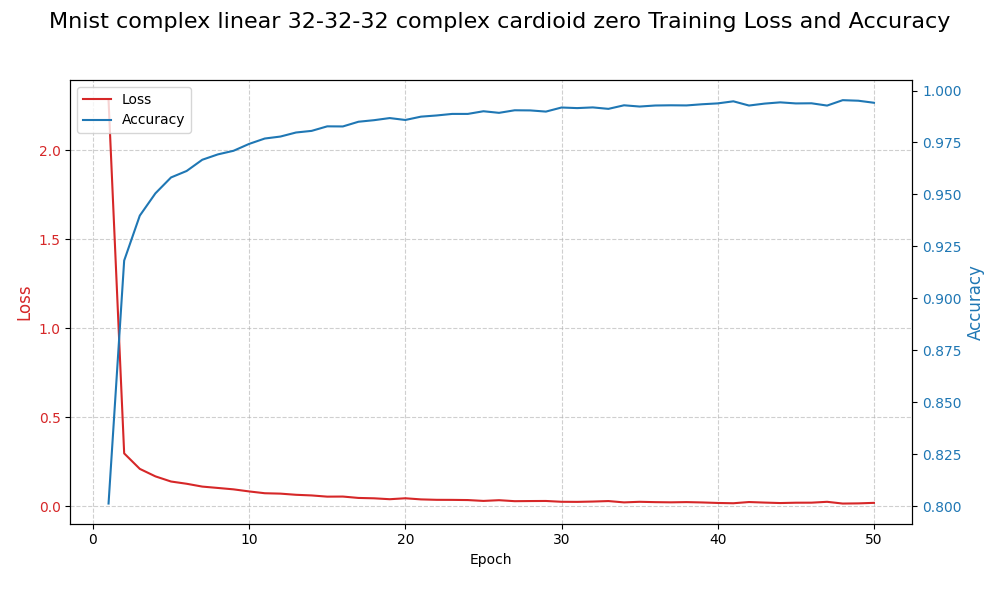 Mnist complex linear 32-32-32 complex cardioid zero Training Loss and Accuracy
Loss
Accuracy
2.0
1.5
1.0
0.5
0.0
Loss
1.000
0.975
0.950
0.925
0.900
0.875
0.850
0.825
0.800
Accuracy
0 10 20 30 40 50
Epoch